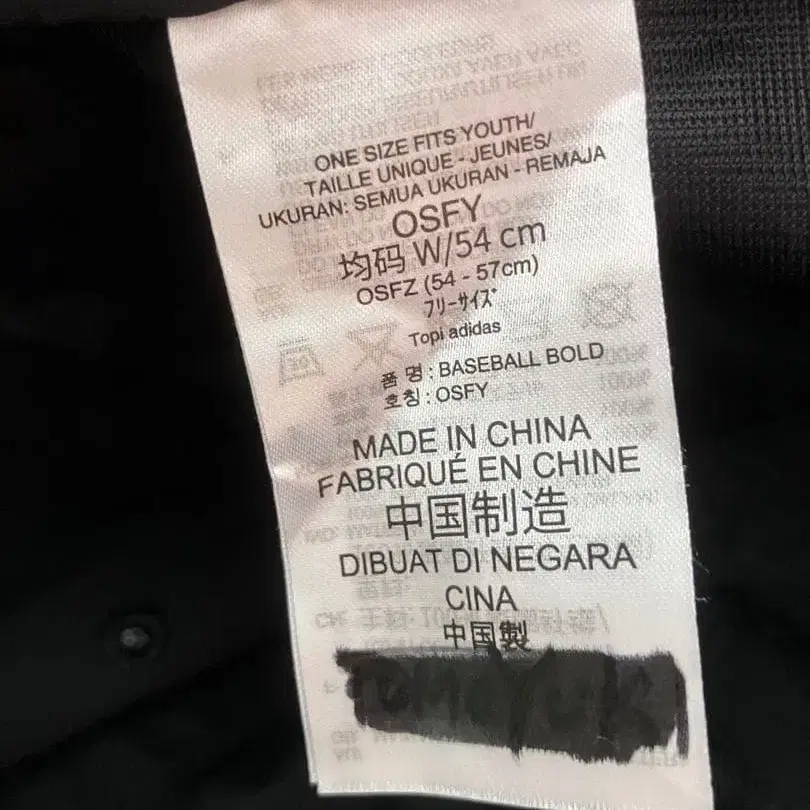 ONE SIZE FITS YOUTH/
TAILLE UNIQUE - JEUNES/
UKURAN: SEMUA UKURAN - REMAJA
OSFY
均码 W/54 cm
OSFZ (54 - 57cm)
フリーサイズ
Topi adidas
품 명 : BASEBALL BOLD
호칭 : OSFY
MADE IN CHINA
FABRIQUÉ EN CHINE
中国制造
DIBUAT DI NEGARA
CINA
中国製